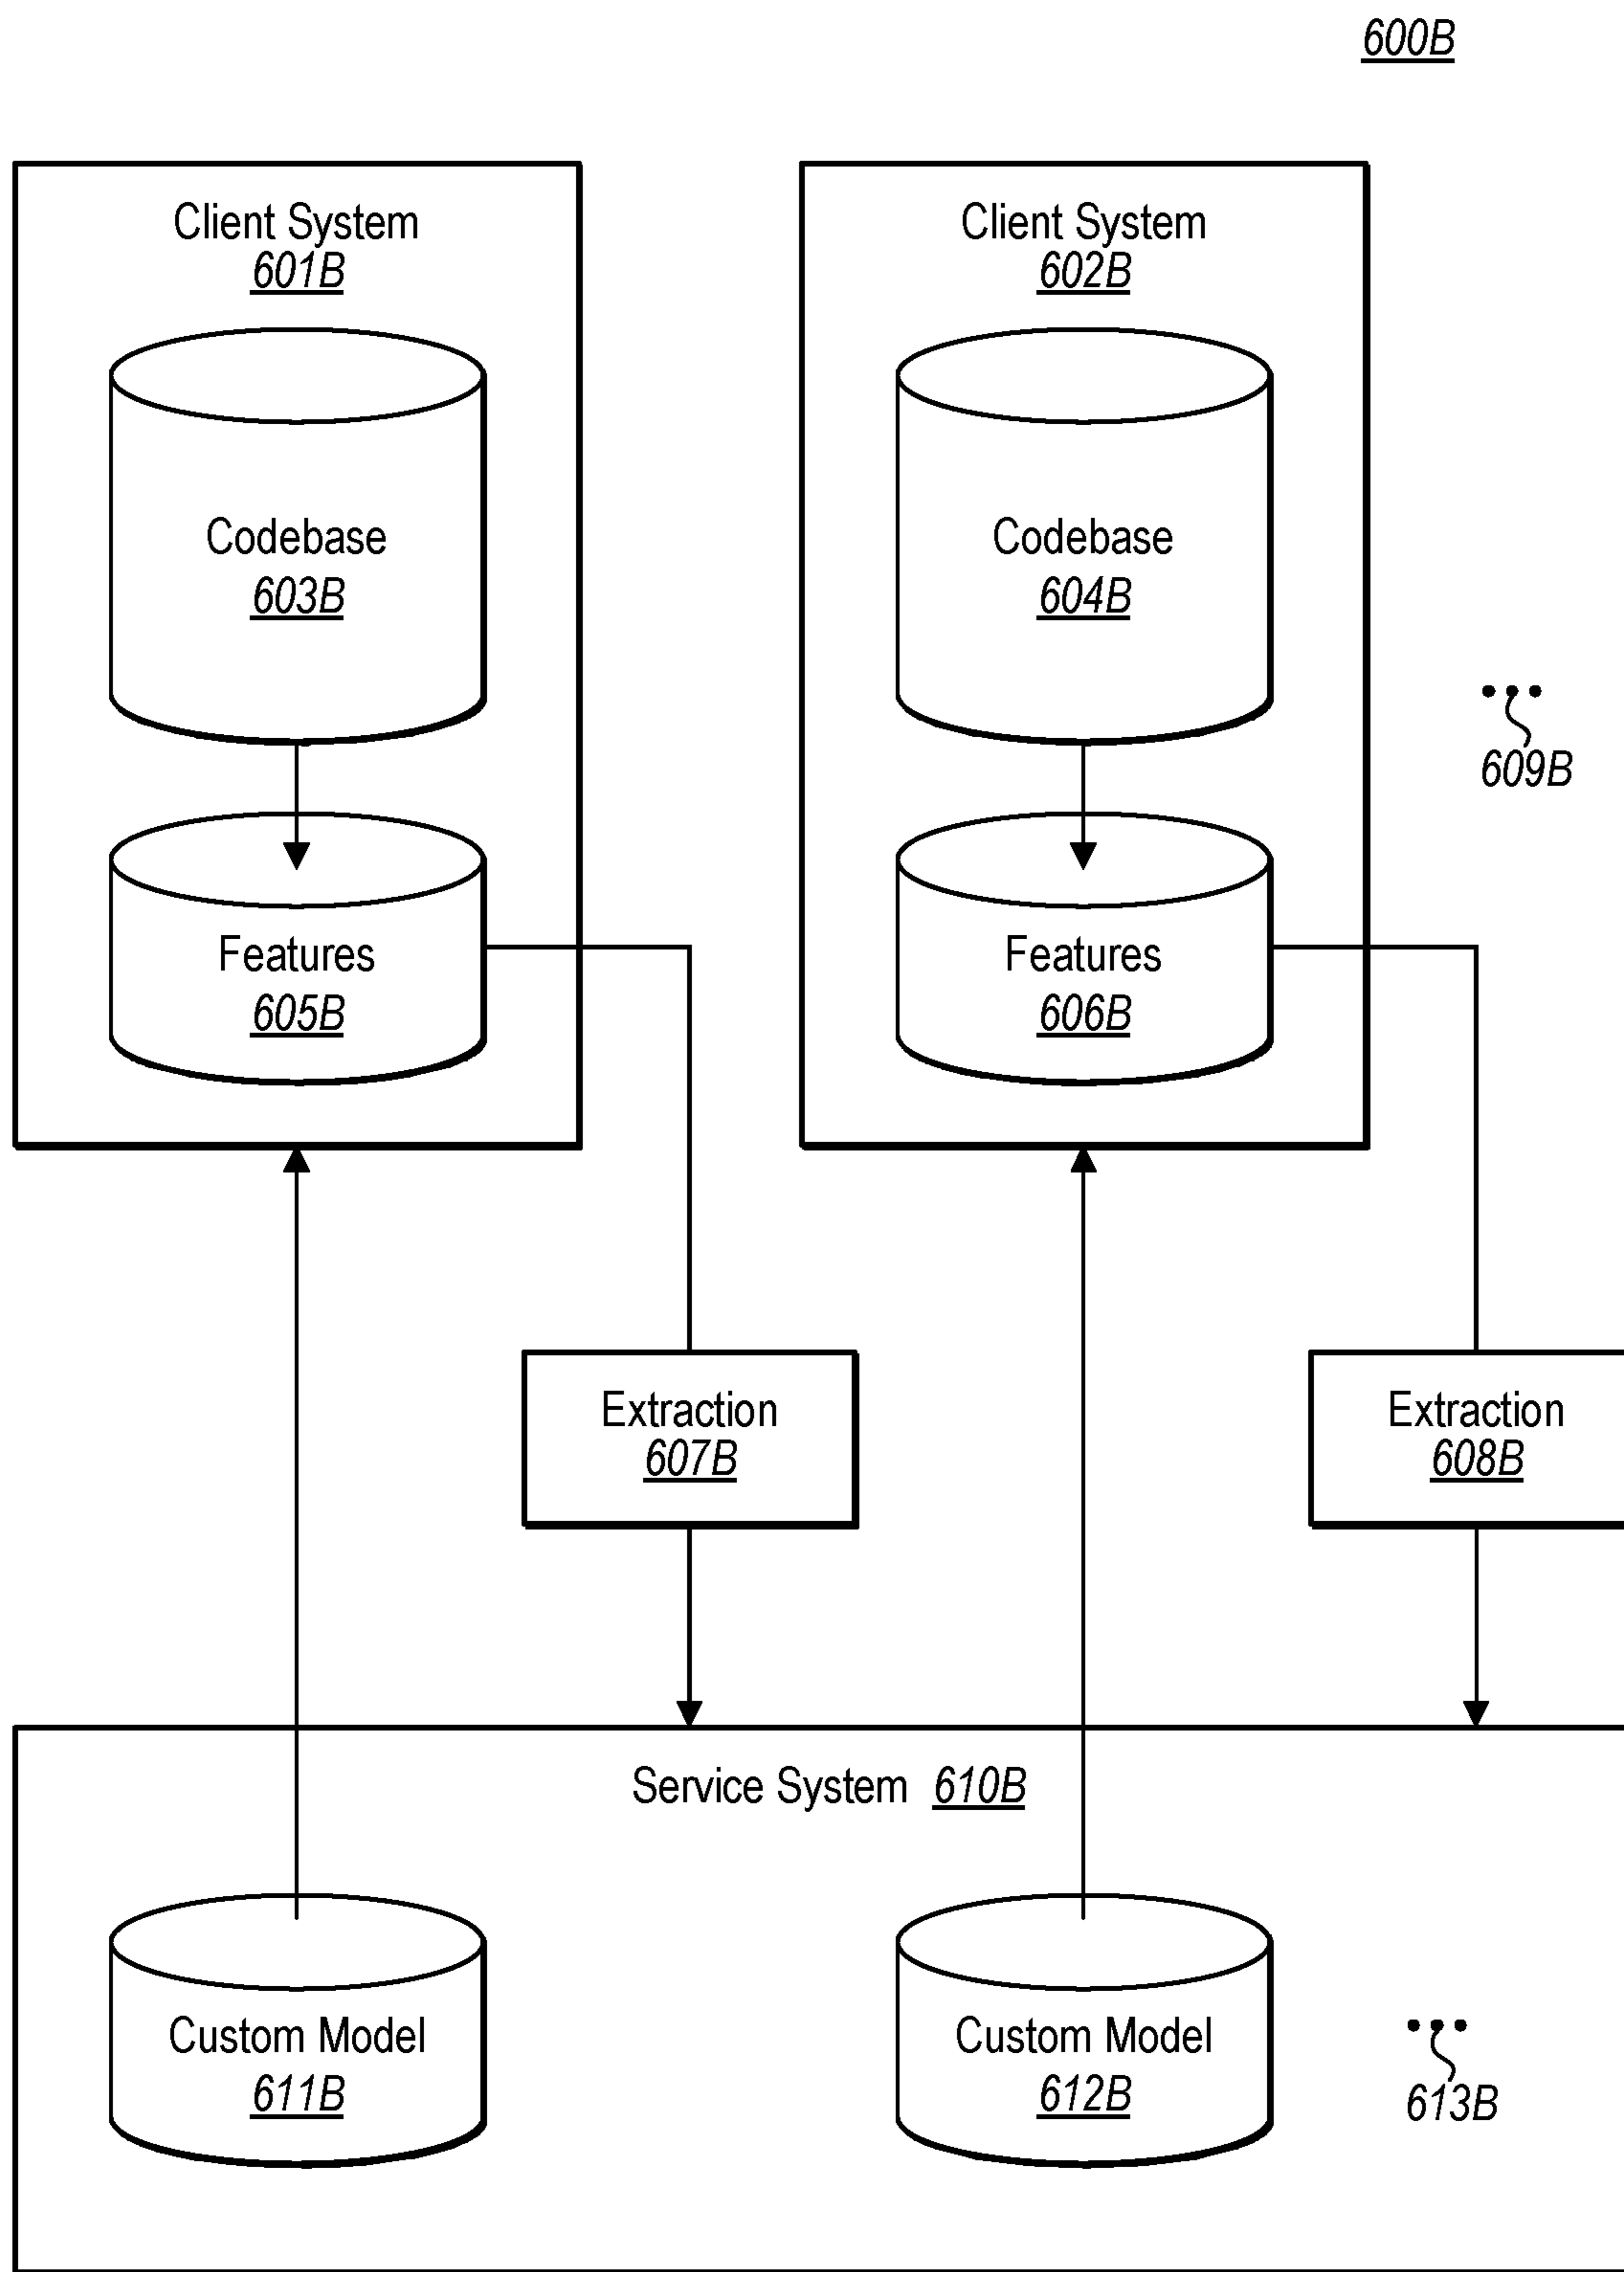 600B
Client System
601B
Codebase
603B
Features
605B
Client System
602B
Codebase
604B
Features
606B
609B
Extraction
607B
Extraction
608B
Service System 610B
Custom Model
611B
Custom Model
612B
613B